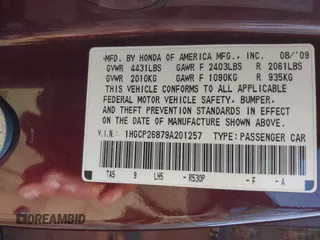 MFD. BY HONDA OF AMERICA MFG., INC. 08/'09
GVWR 4431LBS GAWR F 2403LBS R 2061LBS
GVWR 2010KG GAWR F 1090KG R 935KG
THIS VEHICLE CONFORMS TO ALL APPLICABLE
FEDERAL MOTOR VEHICLE SAFETY, BUMPER,
AND THEFT PREVENTION STANDARDS IN EFFECT
ON THE DATE OF MANUFACTURE SHOWN ABOVE.
V.I.N.: 1HGCP26879A201257 TYPE: PASSENGER CAR
TA5 9 LH5 - R530P - F - A
DREAMBID